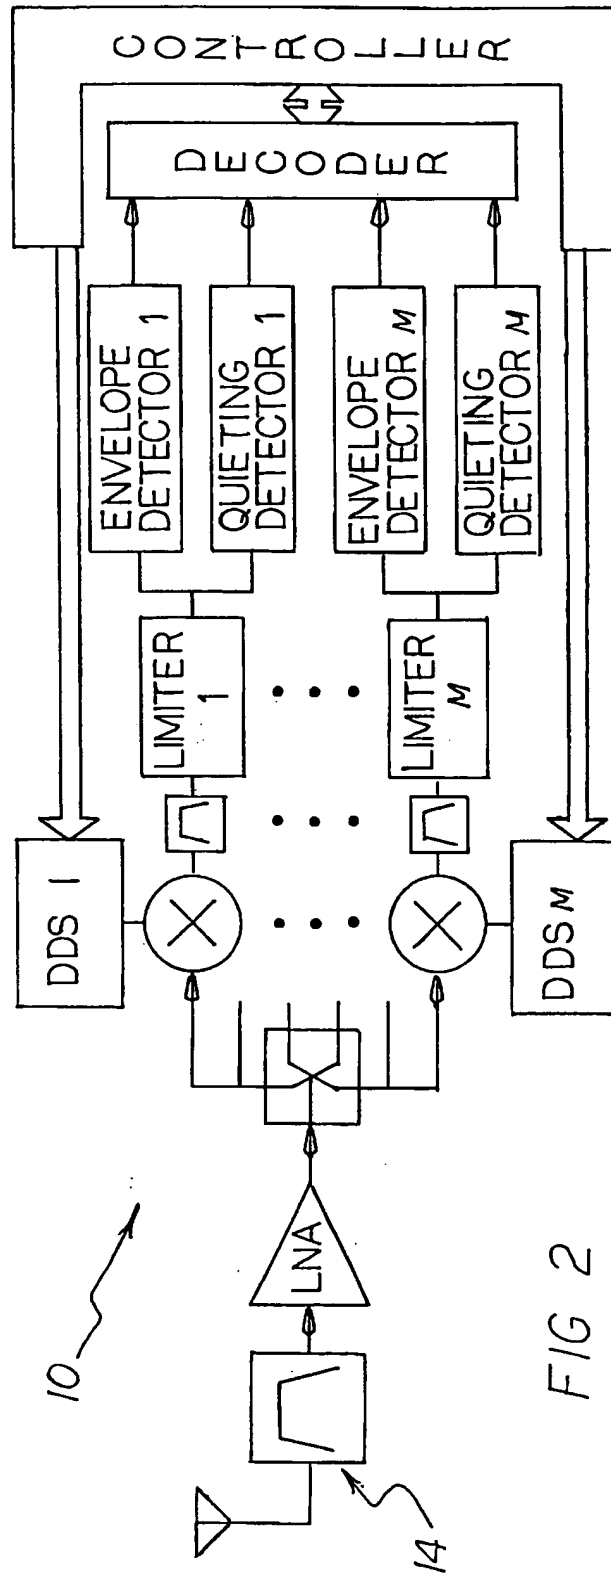 10
14
LNA
DDS 1
DDS M
LIMITER
1
LIMITER
M
ENVELOPE
DETECTOR 1
QUIETING
DETECTOR 1
ENVELOPE
DETECTOR M
QUIETING
DETECTOR M
DECODER
CONTROLLER
FIG 2